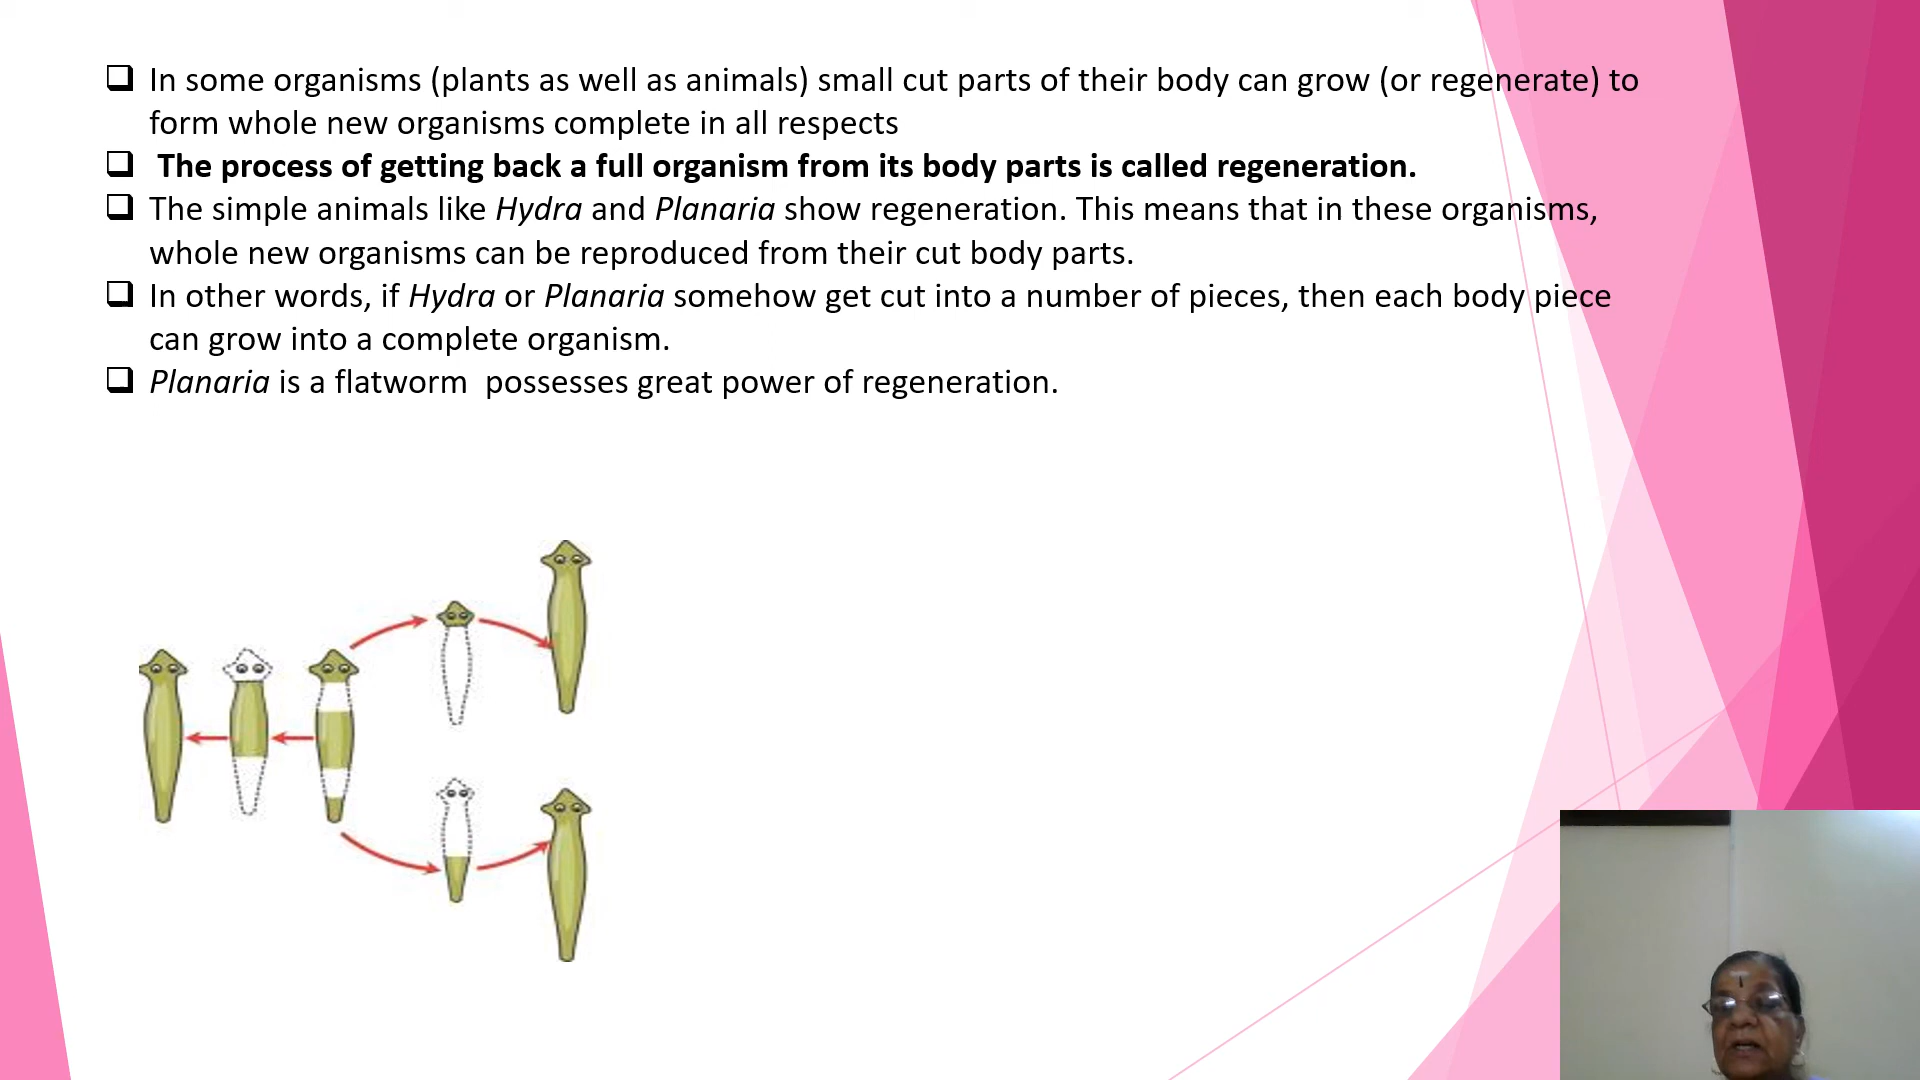 In some organisms (plants as well as animals) small cut parts of their body can grow (or regenerate) to
form whole new organisms complete in all respects
The process of getting back a full organism from its body parts is called regeneration.
The simple animals like Hydra and Planaria show regeneration. This means that in these organisms,
whole new organisms can be reproduced from their cut body parts.
In other words, if Hydra or Planaria somehow get cut into a number of pieces, then each body piece
can grow into a complete organism.
Planaria is a flatworm  possesses great power of regeneration.